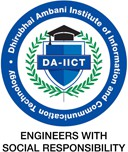 Dhirubhai Ambani Institute of Information and Communication Technology
DA-IICT
ENGINEERS WITH
SOCIAL RESPONSIBILITY